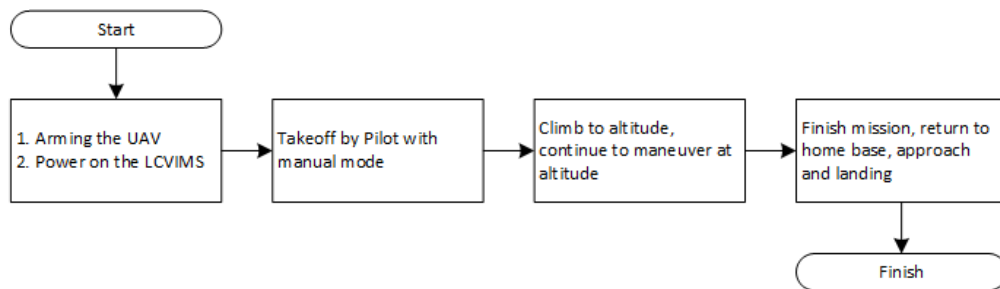 Start
1. Arming the UAV
2. Power on the LCVIMS
Takeoff by Pilot with
manual mode
Climb to altitude,
continue to maneuver at
altitude
Finish mission, return to
home base, approach
and landing
Finish